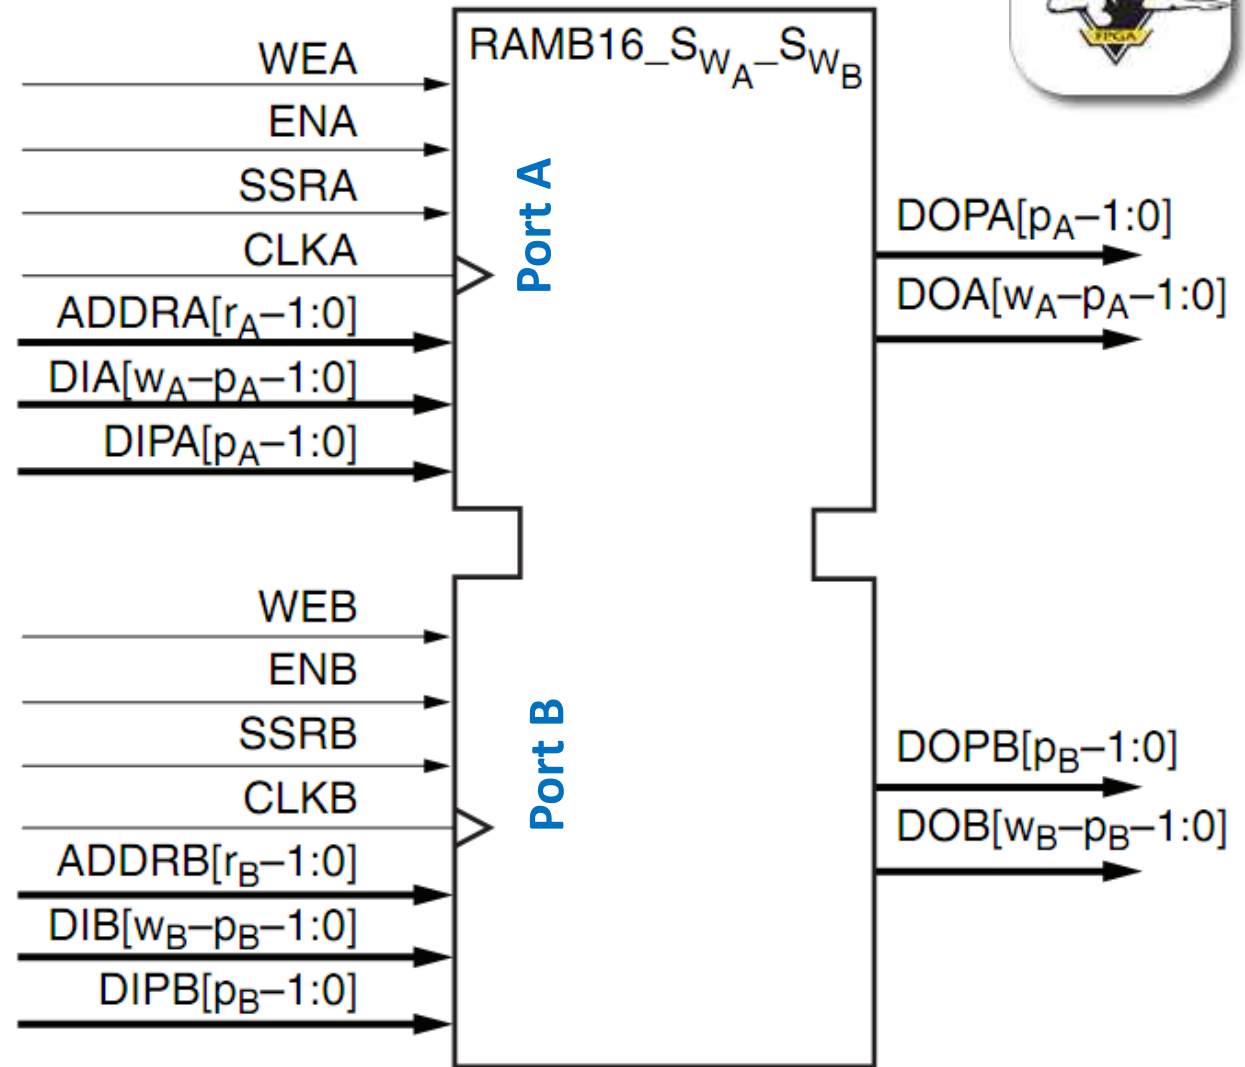 RAMB16_SWA_SWB
FPGA
WEA
ENA
SSRA
CLKA
ADDRA[rA–1:0]
DIA[wA–pA–1:0]
DIPA[pA–1:0]
Port A
DOPA[pA–1:0]
DOA[wA–pA–1:0]
WEB
ENB
SSRB
CLKB
ADDRB[rB–1:0]
DIB[wB–pB–1:0]
DIPB[pB–1:0]
Port B
DOPB[pB–1:0]
DOB[wB–pB–1:0]